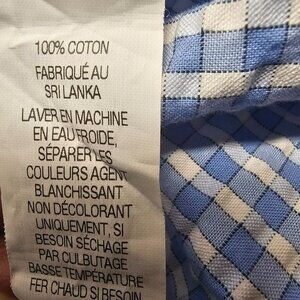 100% COTON
FABRIQUÉ AU
SRI LANKA
LAVER EN MACHINE
EN EAU FROIDE,
SÉPARER LES
COULEURS AGENT
BLANCHISSANT
NON DÉCOLORANT
UNIQUEMENT, SI
BESOIN SÉCHAGE
PAR CULBUTAGE
BASSE TEMPÉRATURE
FER CHAUD SI BESOIN